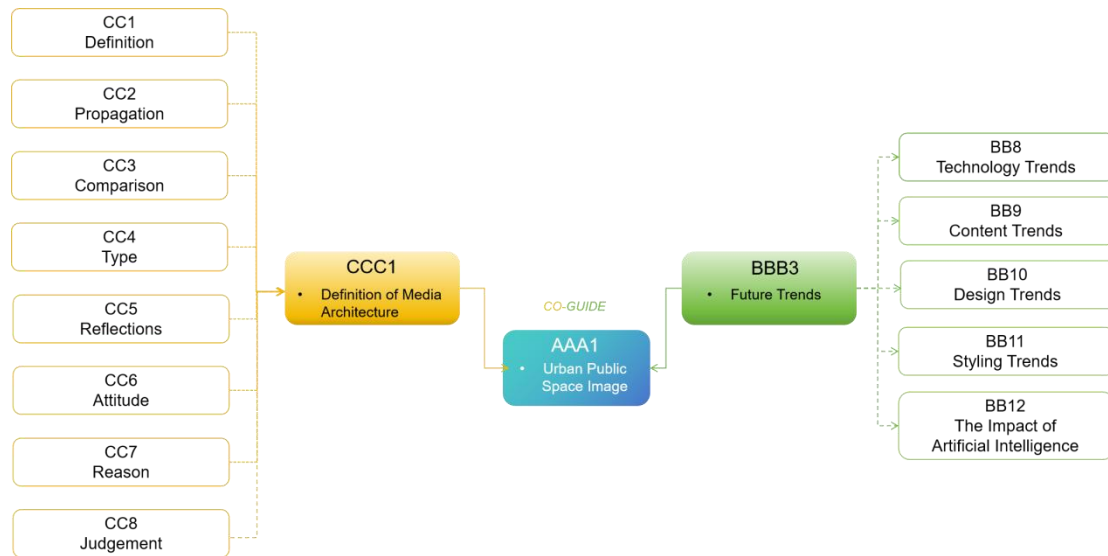 CC1
Definition
CC2
Propagation
CC3
Comparison
CC4
Type
CC5
Reflections
CC6
Attitude
CC7
Reason
CC8
Judgement
CCC1
• Definition of Media
Architecture
CO-GUIDE
AAA1
• Urban Public
Space Image
BBB3
• Future Trends
BB8
Technology Trends
BB9
Content Trends
BB10
Design Trends
BB11
Styling Trends
BB12
The Impact of
Artificial Intelligence